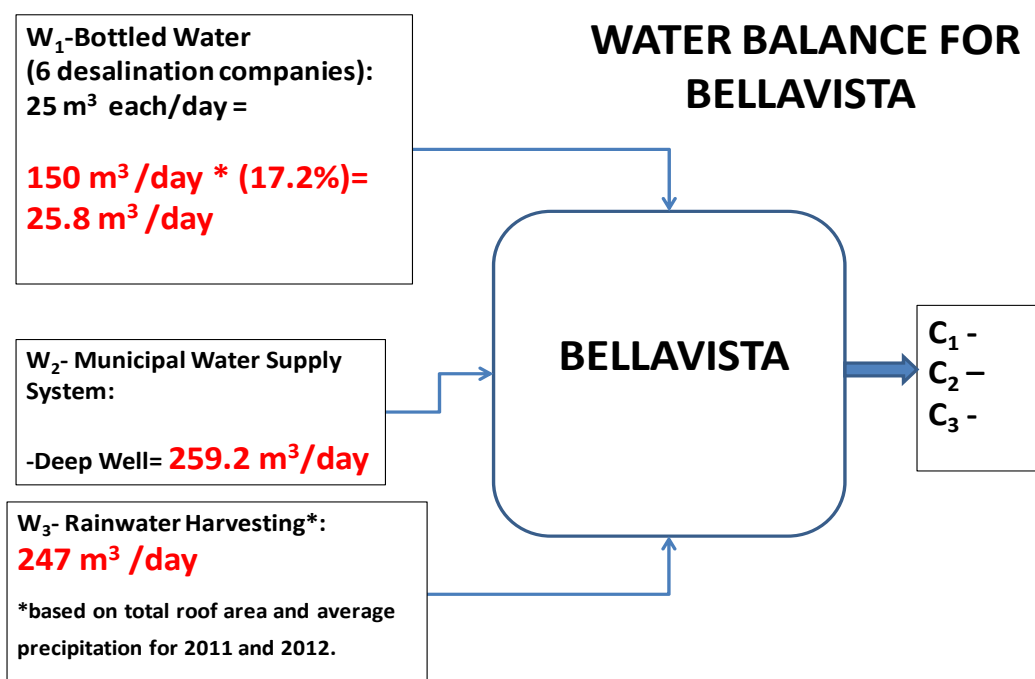 WATER BALANCE FOR
BELLAVISTA
W₁-Bottled Water
(6 desalination companies):
25 m³ each/day =
150 m³ /day * (17.2%)=
25.8 m³ /day
W₂- Municipal Water Supply
System:
-Deep Well= 259.2 m³/day
W₃- Rainwater Harvesting*:
247 m³ /day
*based on total roof area and average
precipitation for 2011 and 2012.
BELLAVISTA
C₁ -
C₂ –
C₃ -